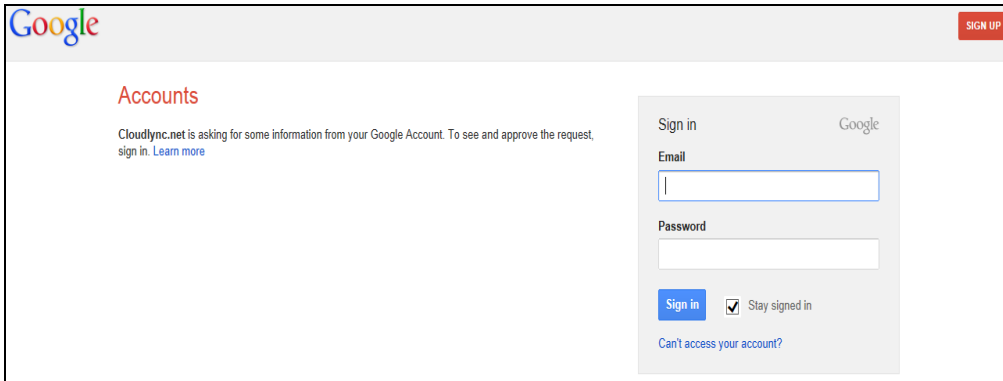 Google
SIGN UP
Accounts
Cloudlync.net is asking for some information from your Google Account. To see and approve the request,
sign in. Learn more
Sign in Google
Email
Password
Sign in Stay signed in
Can't access your account?